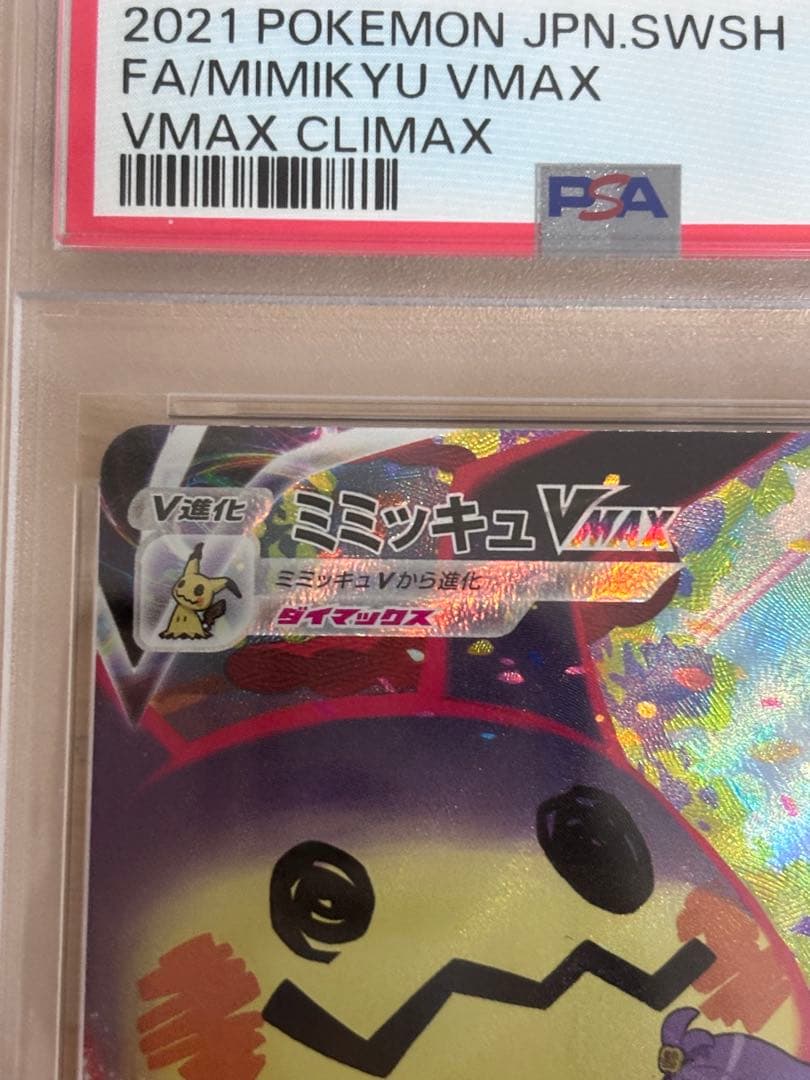 2021 POKEMON JPN.SWSH
FA/MIMIKYU VMAX
VMAX CLIMAX
PSA
V進化
ミミッキュVMAX
ミミッキュVから進化
ダイマックス